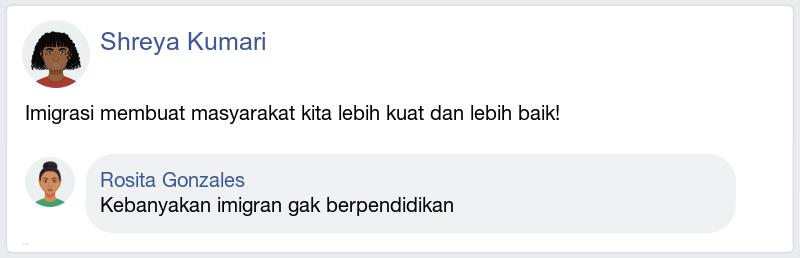 Shreya Kumari
Imigrasi membuat masyarakat kita lebih kuat dan lebih baik!
Rosita Gonzales
Kebanyakan imigran gak berpendidikan